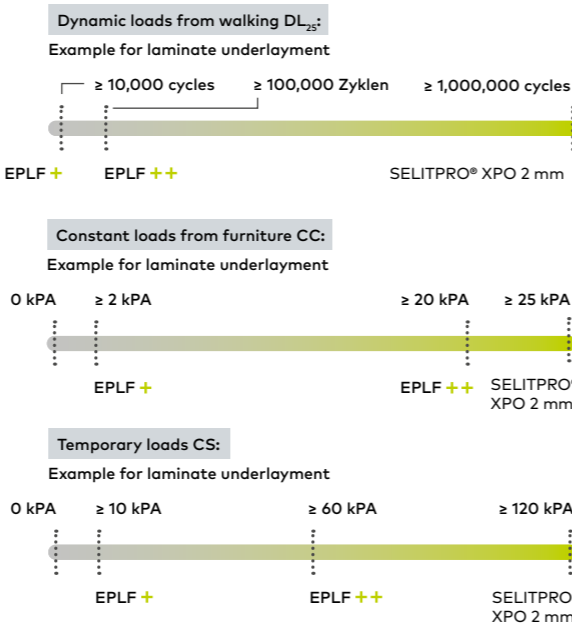 Dynamic loads from walking DL25:
Example for laminate underlayment
≥ 10,000 cycles ≥ 100,000 Zyklen ≥ 1,000,000 cycles
EPLF + EPLF ++ SELITPRO® XPO 2 mm
Constant loads from furniture CC:
Example for laminate underlayment
0 kPA ≥ 2 kPA ≥ 20 kPA ≥ 25 kPA
EPLF + EPLF ++ SELITPRO®
XPO 2 mm
Temporary loads CS:
Example for laminate underlayment
0 kPA ≥ 10 kPA ≥ 60 kPA ≥ 120 kPA
EPLF + EPLF ++ SELITPRO
XPO 2 mm